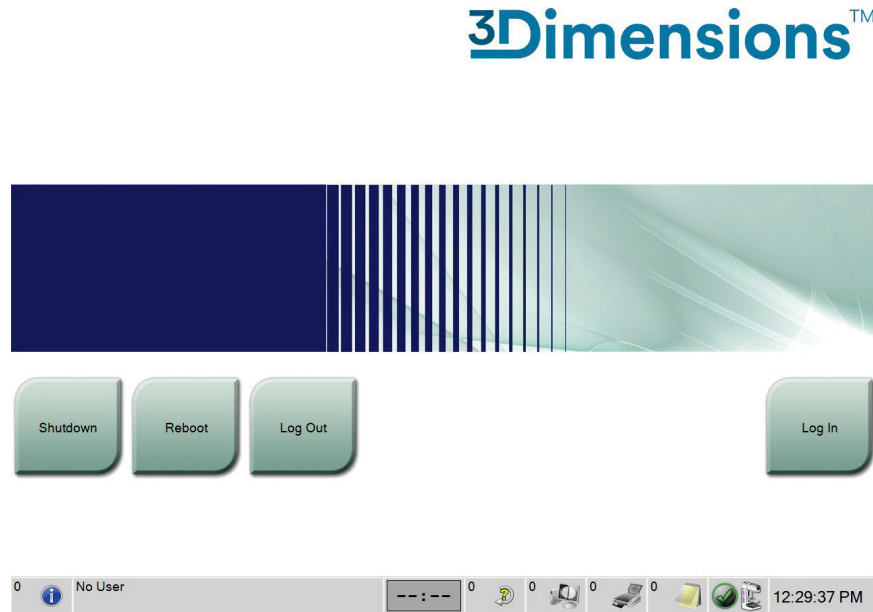 3Dimensions™
Shutdown
Reboot
Log Out
Log In
0
No User
--:--
0
0
0
0
12:29:37 PM